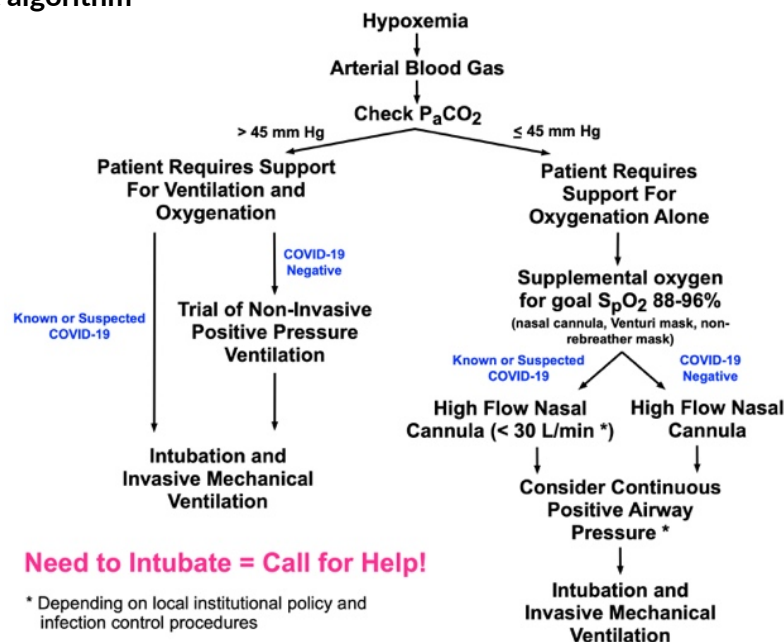 algorithm
Hypoxemia
Arterial Blood Gas
Check PaCO2
> 45 mm Hg
≤ 45 mm Hg
Patient Requires Support
For Ventilation and
Oxygenation
Patient Requires
Support For
Oxygenation Alone
COVID-19
Negative
Known or Suspected
COVID-19
Trial of Non-Invasive
Positive Pressure
Ventilation
Intubation and
Invasive Mechanical
Ventilation
Supplemental oxygen
for goal SpO2 88-96%
(nasal cannula, Venturi mask, non-
rebreather mask)
Known or Suspected
COVID-19
COVID-19
Negative
High Flow Nasal
Cannula (< 30 L/min *)
High Flow Nasal
Cannula
Consider Continuous
Positive Airway
Pressure *
Intubation and
Invasive Mechanical
Ventilation
Need to Intubate = Call for Help!
* Depending on local institutional policy and
infection control procedures